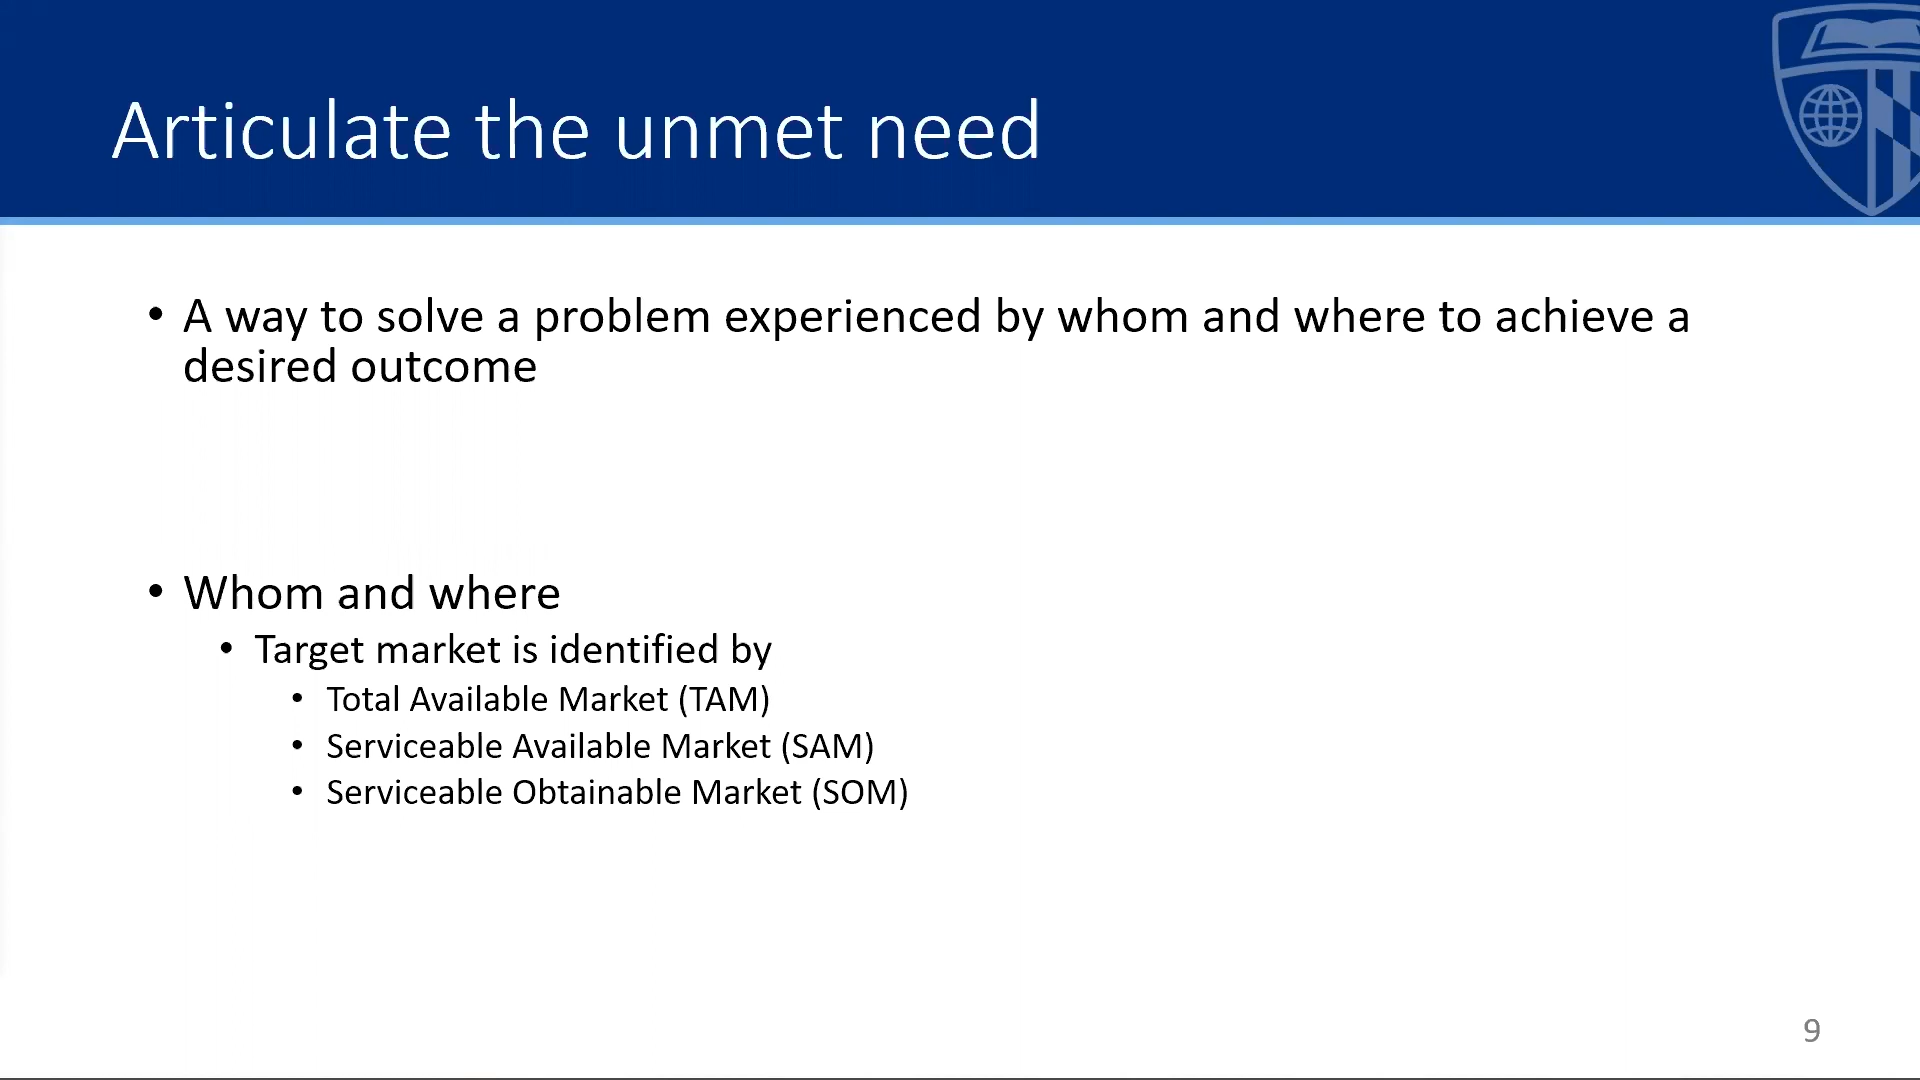 Articulate the unmet need
• A way to solve a problem experienced by whom and where to achieve a
desired outcome
• Whom and where
• Target market is identified by
• Total Available Market (TAM)
• Serviceable Available Market (SAM)
• Serviceable Obtainable Market (SOM)
9